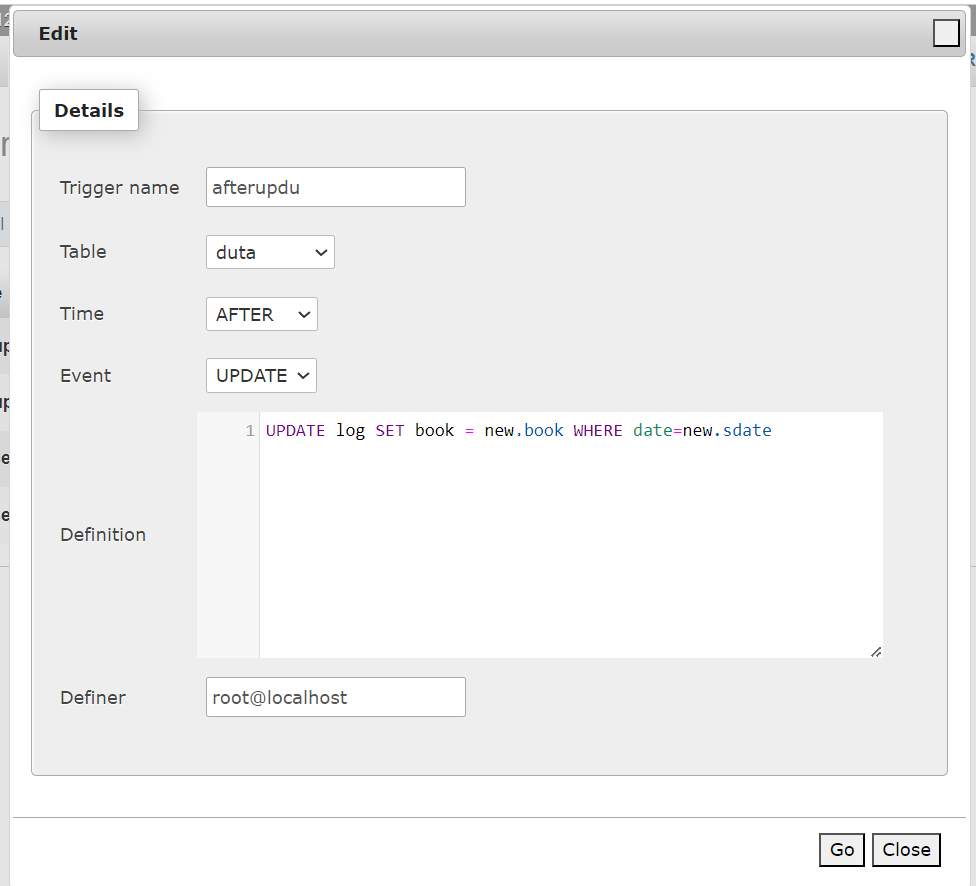 Edit
Details
Trigger name afterupdu
Table duta
Time AFTER
Event UPDATE
1 UPDATE log SET book = new.book WHERE date=new.sdate
Definition
Definer root@localhost
Go Close